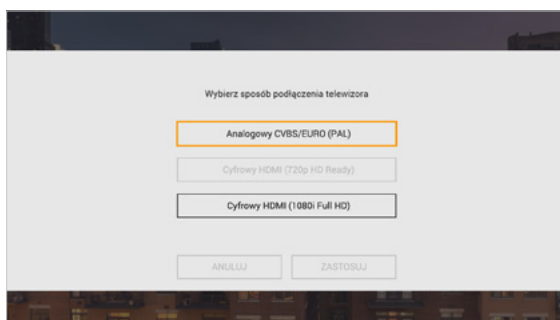 Wybierz sposób podłączenia telewizora
Analogowy CVBS/EURO (PAL)
Cyfrowy HDMI (720p HD Ready)
Cyfrowy HDMI (1080i Full HD)
ANULUJ ZASTOSUJ